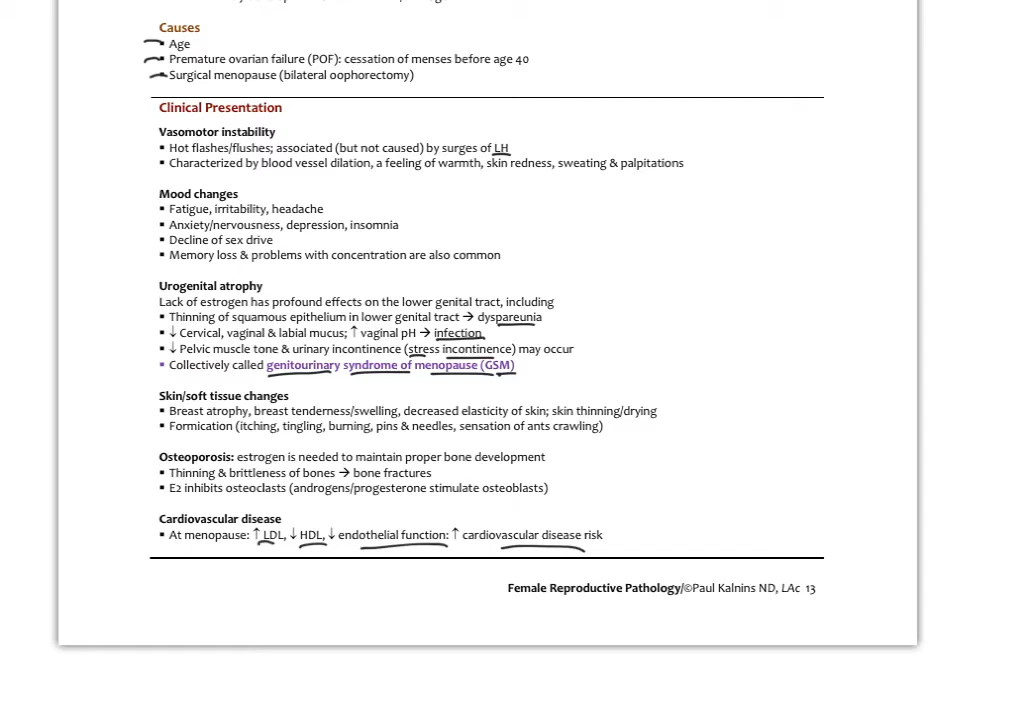 Causes
▪ Age
▪ Premature ovarian failure (POF): cessation of menses before age 40
▪ Surgical menopause (bilateral oophorectomy)
Clinical Presentation
Vasomotor instability
▪ Hot flashes/flushes; associated (but not caused) by surges of LH
▪ Characterized by blood vessel dilation, a feeling of warmth, skin redness, sweating & palpitations
Mood changes
▪ Fatigue, irritability, headache
▪ Anxiety/nervousness, depression, insomnia
▪ Decline of sex drive
▪ Memory loss & problems with concentration are also common
Urogenital atrophy
Lack of estrogen has profound effects on the lower genital tract, including
▪ Thinning of squamous epithelium in lower genital tract → dyspareunia
▪ ↓ Cervical, vaginal & labial mucus; ↑ vaginal pH → infection
▪ ↓ Pelvic muscle tone & urinary incontinence (stress incontinence) may occur
▪ Collectively called genitourinary syndrome of menopause (GSM)
Skin/soft tissue changes
▪ Breast atrophy, breast tenderness/swelling, decreased elasticity of skin; skin thinning/drying
▪ Formication (itching, tingling, burning, pins & needles, sensation of ants crawling)
Osteoporosis: estrogen is needed to maintain proper bone development
▪ Thinning & brittleness of bones → bone fractures
▪ E2 inhibits osteoclasts (androgens/progesterone stimulate osteoblasts)
Cardiovascular disease
▪ At menopause: ↑ LDL, ↓ HDL, ↓ endothelial function: ↑ cardiovascular disease risk
Female Reproductive Pathology/©Paul Kalnins ND, LAc 13